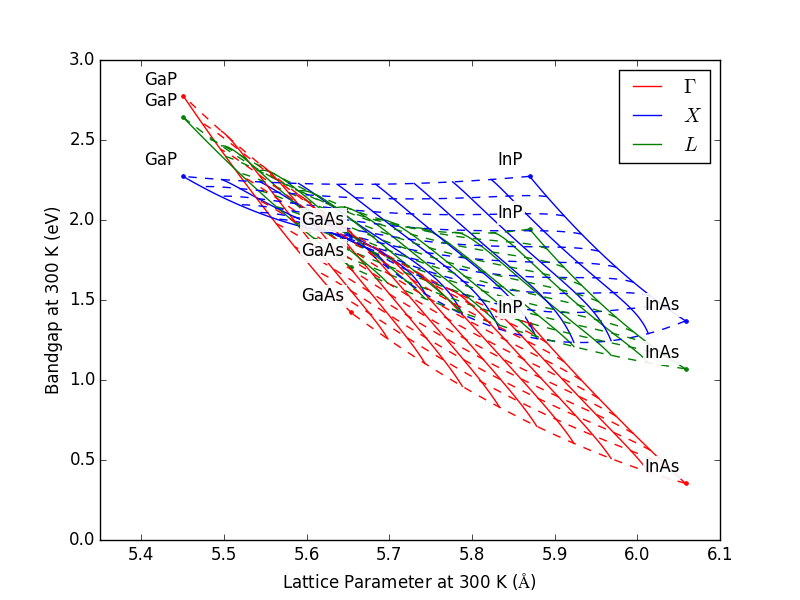 3.0
2.5
2.0
1.5
1.0
0.5
0.0
Bandgap at 300 K (eV)
GaP
GaP
GaP
InP
InP
InP
GaAs
GaAs
GaAs
InAs
InAs
InAs
Γ
X
L
5.4 5.5 5.6 5.7 5.8 5.9 6.0 6.1
Lattice Parameter at 300 K (Å)